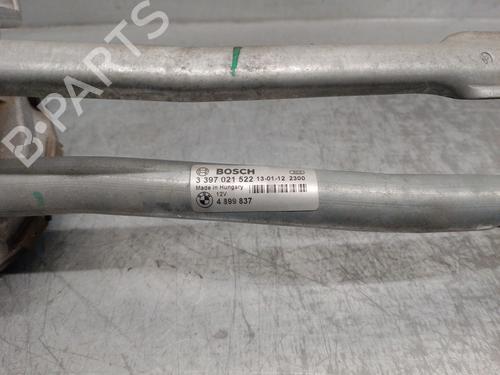 B-PARTS
BOSCH
3 397 021 522 13-01-12 2300
Made in Hungary
12V
4 899 837